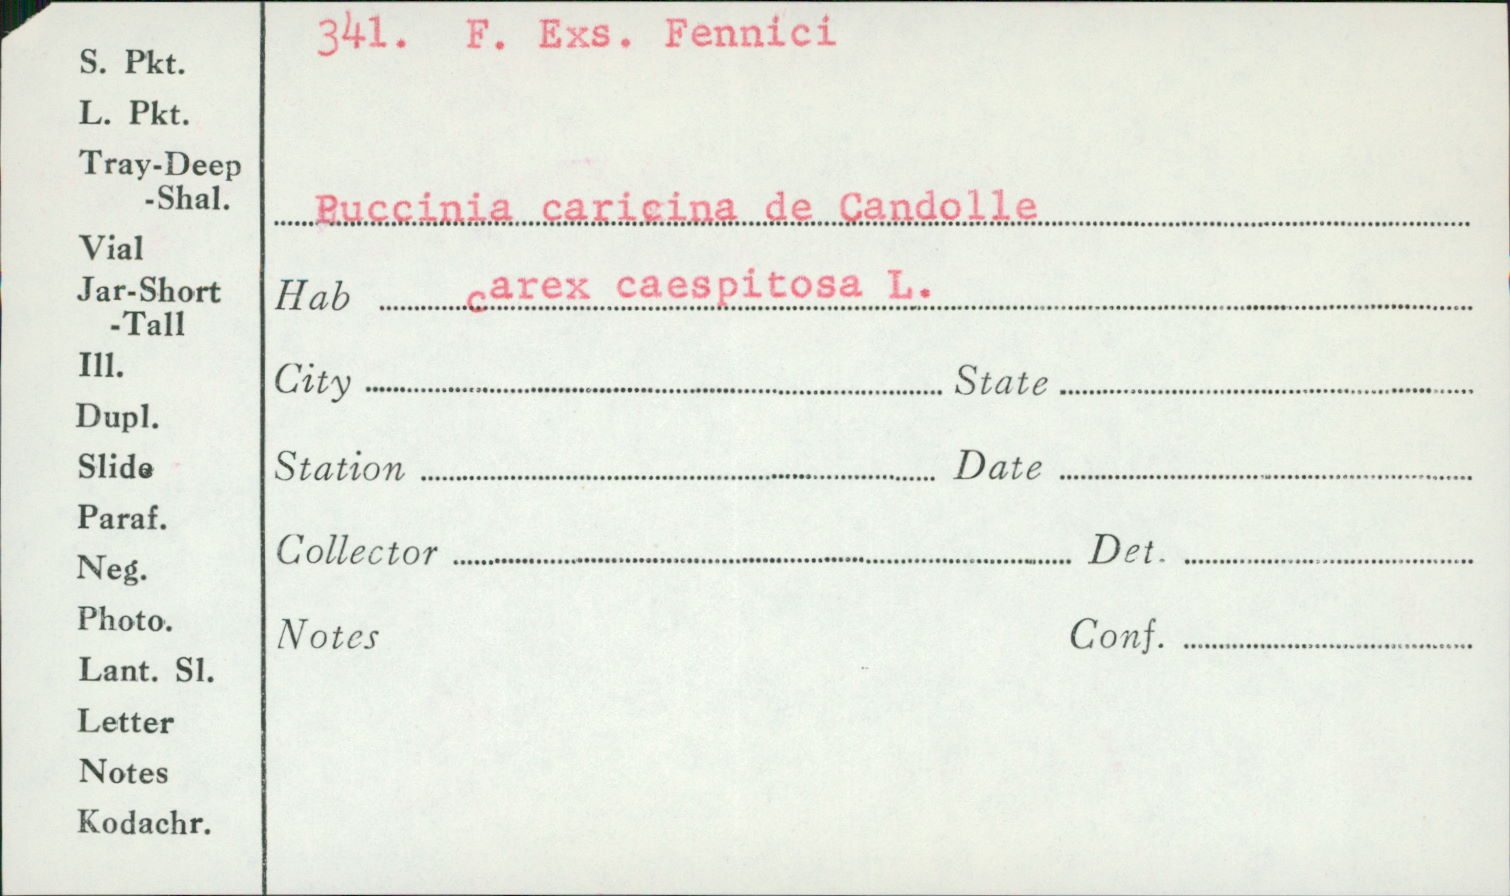 341. F. Exs. Fennici
S. Pkt.
L. Pkt.
Tray-Deep
-Shal.
Puccinia caricina de Candolle
Vial
Jar-Short
-Tall
Hab carex caespitosa L.
Ill.
City State
Dupl.
Slide
Station Date
Paraf.
Neg.
Collector Det.
Photo.
Notes Conf.
Lant. Sl.
Letter
Notes
Kodachr.